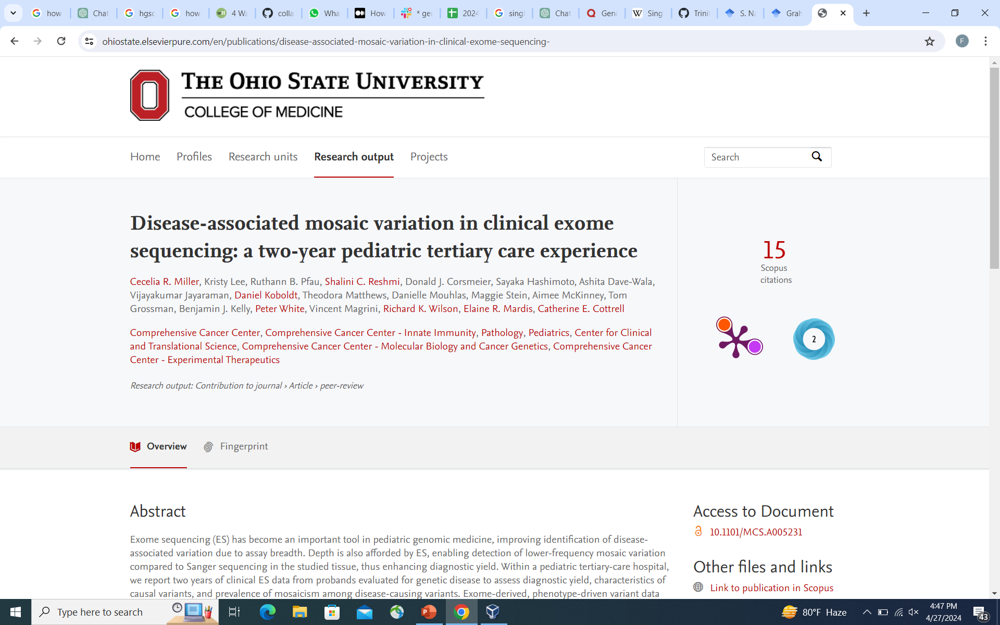 how
Chat
hgsc
how
4 Wa
colla
Wha
How
* ger
2024
singl
Chat
Geno
Sing
Trinit
S. Na
Grah
ohiostate.elsevierpure.com/en/publications/disease-associated-mosaic-variation-in-clinical-exome-sequencing-
F
THE OHIO STATE UNIVERSITY
COLLEGE OF MEDICINE
Home Profiles Research units Research output Projects
Search
Disease-associated mosaic variation in clinical exome
sequencing: a two-year pediatric tertiary care experience
Cecelia R. Miller, Kristy Lee, Ruthann B. Pfau, Shalini C. Reshmi, Donald J. Corsmeier, Sayaka Hashimoto, Ashita Dave-Wala,
Vijayakumar Jayaraman, Daniel Koboldt, Theodora Matthews, Danielle Mouhlas, Maggie Stein, Aimee McKinney, Tom
Grossman, Benjamin J. Kelly, Peter White, Vincent Magrini, Richard K. Wilson, Elaine R. Mardis, Catherine E. Cottrell
Comprehensive Cancer Center, Comprehensive Cancer Center - Innate Immunity, Pathology, Pediatrics, Center for Clinical
and Translational Science, Comprehensive Cancer Center - Molecular Biology and Cancer Genetics, Comprehensive Cancer
Center - Experimental Therapeutics
Research output: Contribution to journal › Article › peer-review
15
Scopus
citations
2
Overview Fingerprint
Abstract
Exome sequencing (ES) has become an important tool in pediatric genomic medicine, improving identification of disease-
associated variation due to assay breadth. Depth is also afforded by ES, enabling detection of lower-frequency mosaic variation
compared to Sanger sequencing in the studied tissue, thus enhancing diagnostic yield. Within a pediatric tertiary-care hospital,
we report two years of clinical ES data from probands evaluated for genetic disease to assess diagnostic yield, characteristics of
causal variants, and prevalence of mosaicism among disease-causing variants. Exome-derived, phenotype-driven variant data
Access to Document
10.1101/MCS.A005231
Other files and links
Link to publication in Scopus
Type here to search
80°F Haze
4:47 PM
4/27/2024
43